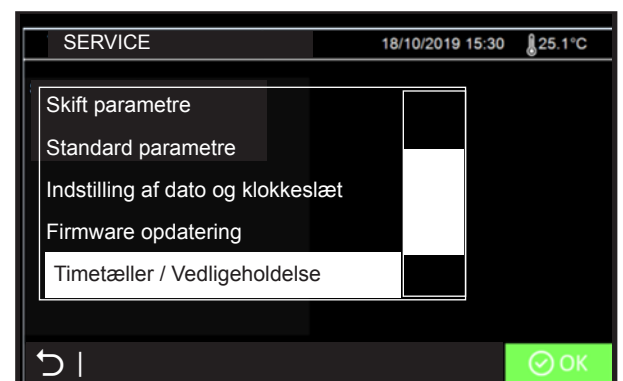 SERVICE 18/10/2019 15:30 25.1°C
Skift parametre
Standard parametre
Indstilling af dato og klokkeslæt
Firmware opdatering
Timetæller / Vedligeholdelse
OK